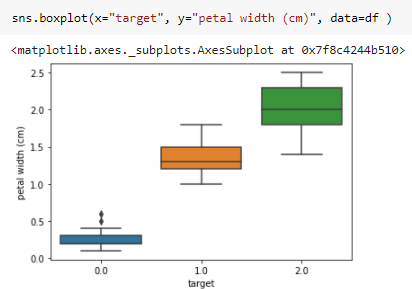 sns.boxplot(x="target", y="petal width (cm)", data=df )
<matplotlib.axes._subplots.AxesSubplot at 0x7f8c4244b510>
2.5
2.0
1.5
1.0
0.5
0.0
petal width (cm)
0.0 1.0 2.0
target